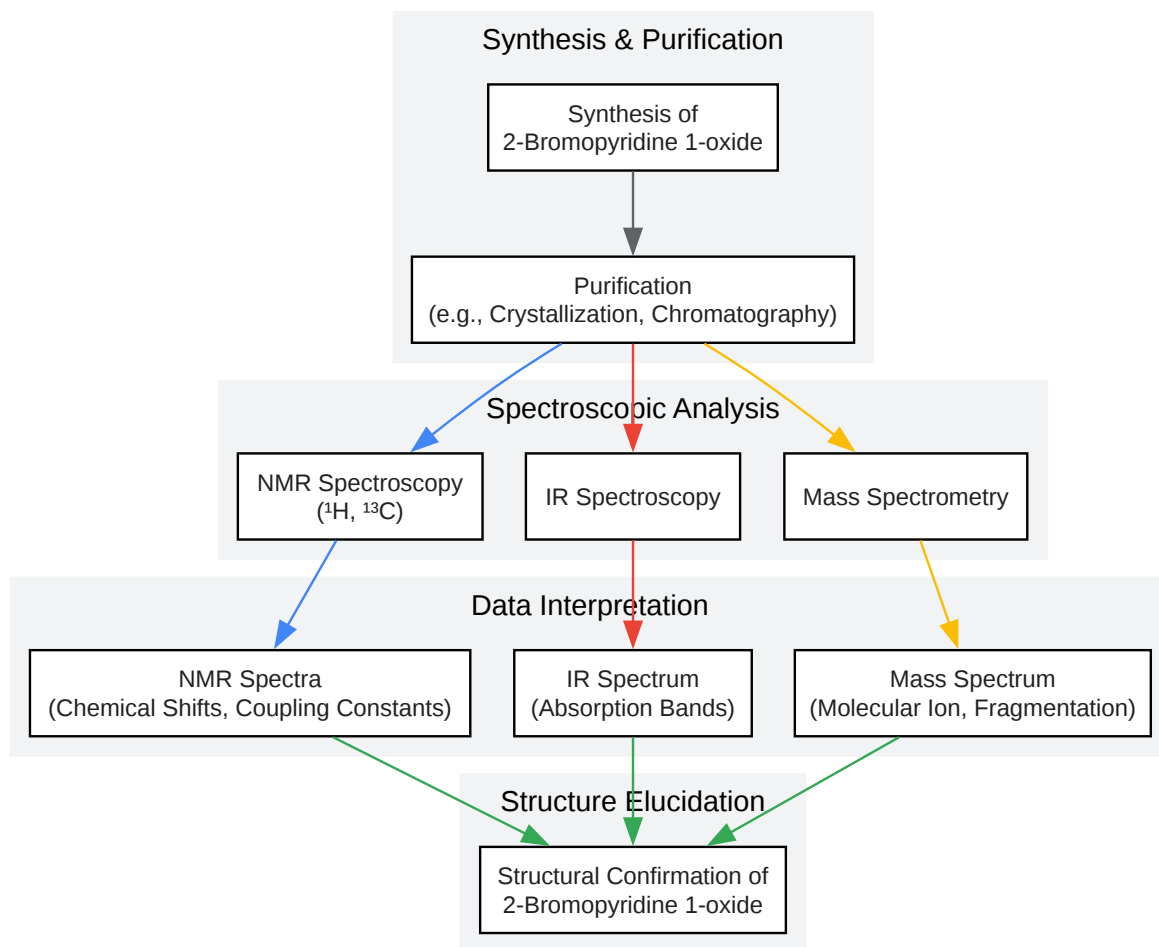 Synthesis & Purification
Synthesis of
2-Bromopyridine 1-oxide
Purification
(e.g., Crystallization, Chromatography)
Spectroscopic Analysis
NMR Spectroscopy
(¹H, ¹³C)
IR Spectroscopy
Mass Spectrometry
Data Interpretation
NMR Spectra
(Chemical Shifts, Coupling Constants)
IR Spectrum
(Absorption Bands)
Mass Spectrum
(Molecular Ion, Fragmentation)
Structure Elucidation
Structural Confirmation of
2-Bromopyridine 1-oxide